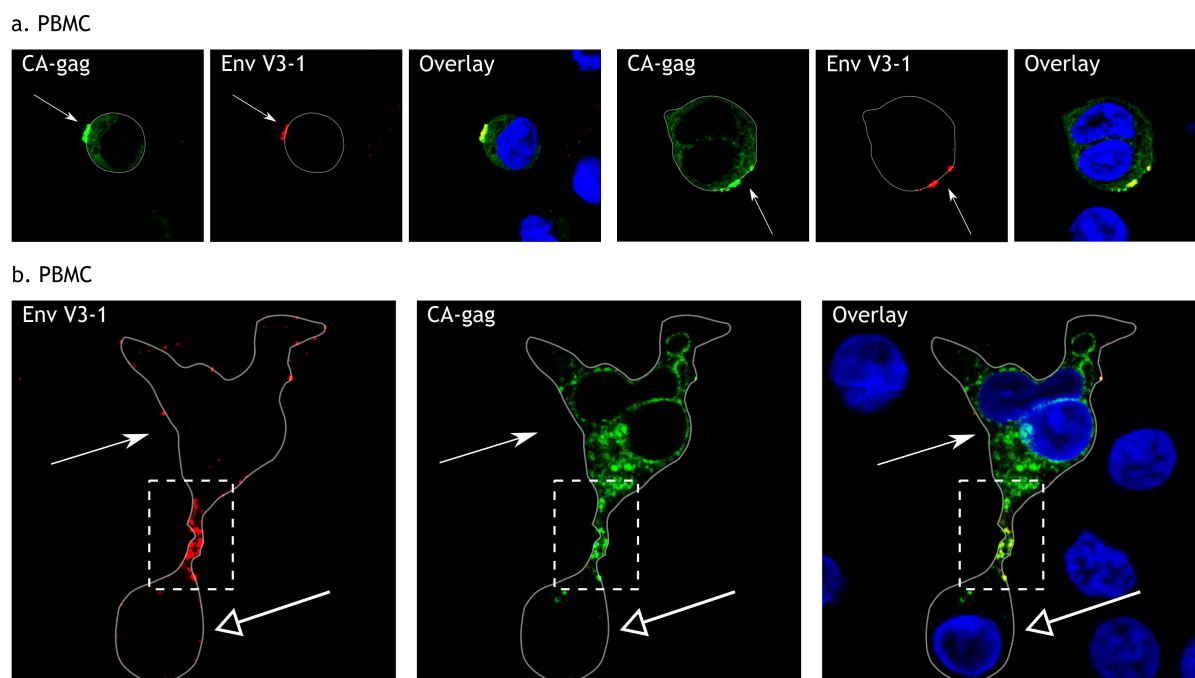 a. PBMC
CA-gag
Env V3-1
Overlay
CA-gag
Env V3-1
Overlay
b. PBMC
Env V3-1
CA-gag
Overlay